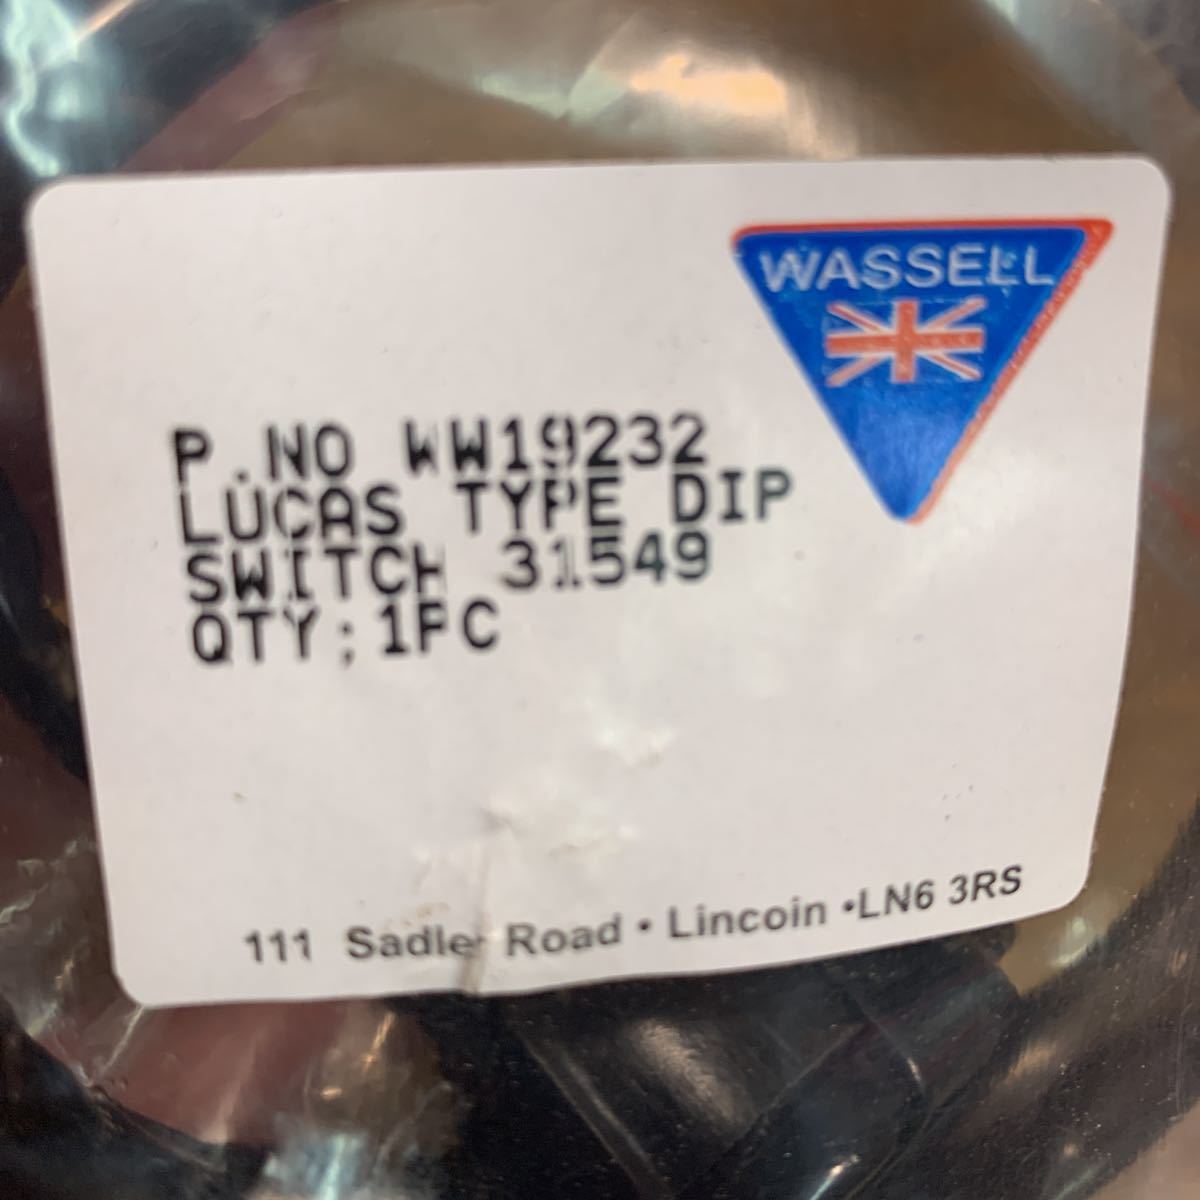 WASSELL
P.NO WW19232
LUCAS TYPE DIP
SWITCH 31549
QTY;1PC
111 Sadler Road • Lincoin •LN6 3RS